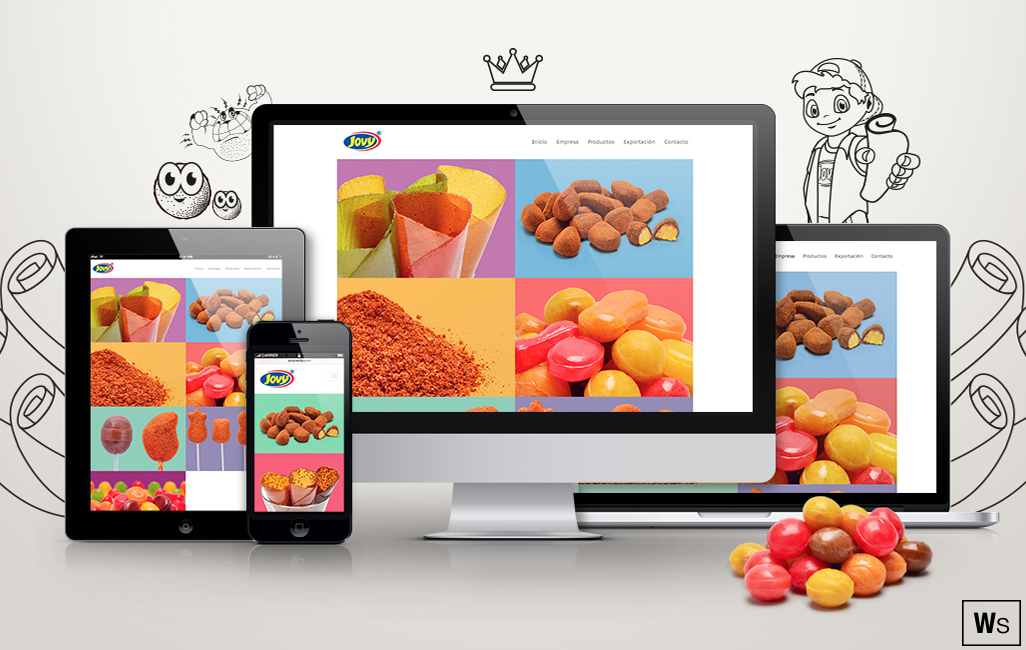 Jovy
Inicio Empresa Productos Exportación Contacto
Jovy
Inicio Empresa Productos Exportación Contacto
Empresa Productos Exportación Contacto
CARRIER
Jovy
JOVY
Ws